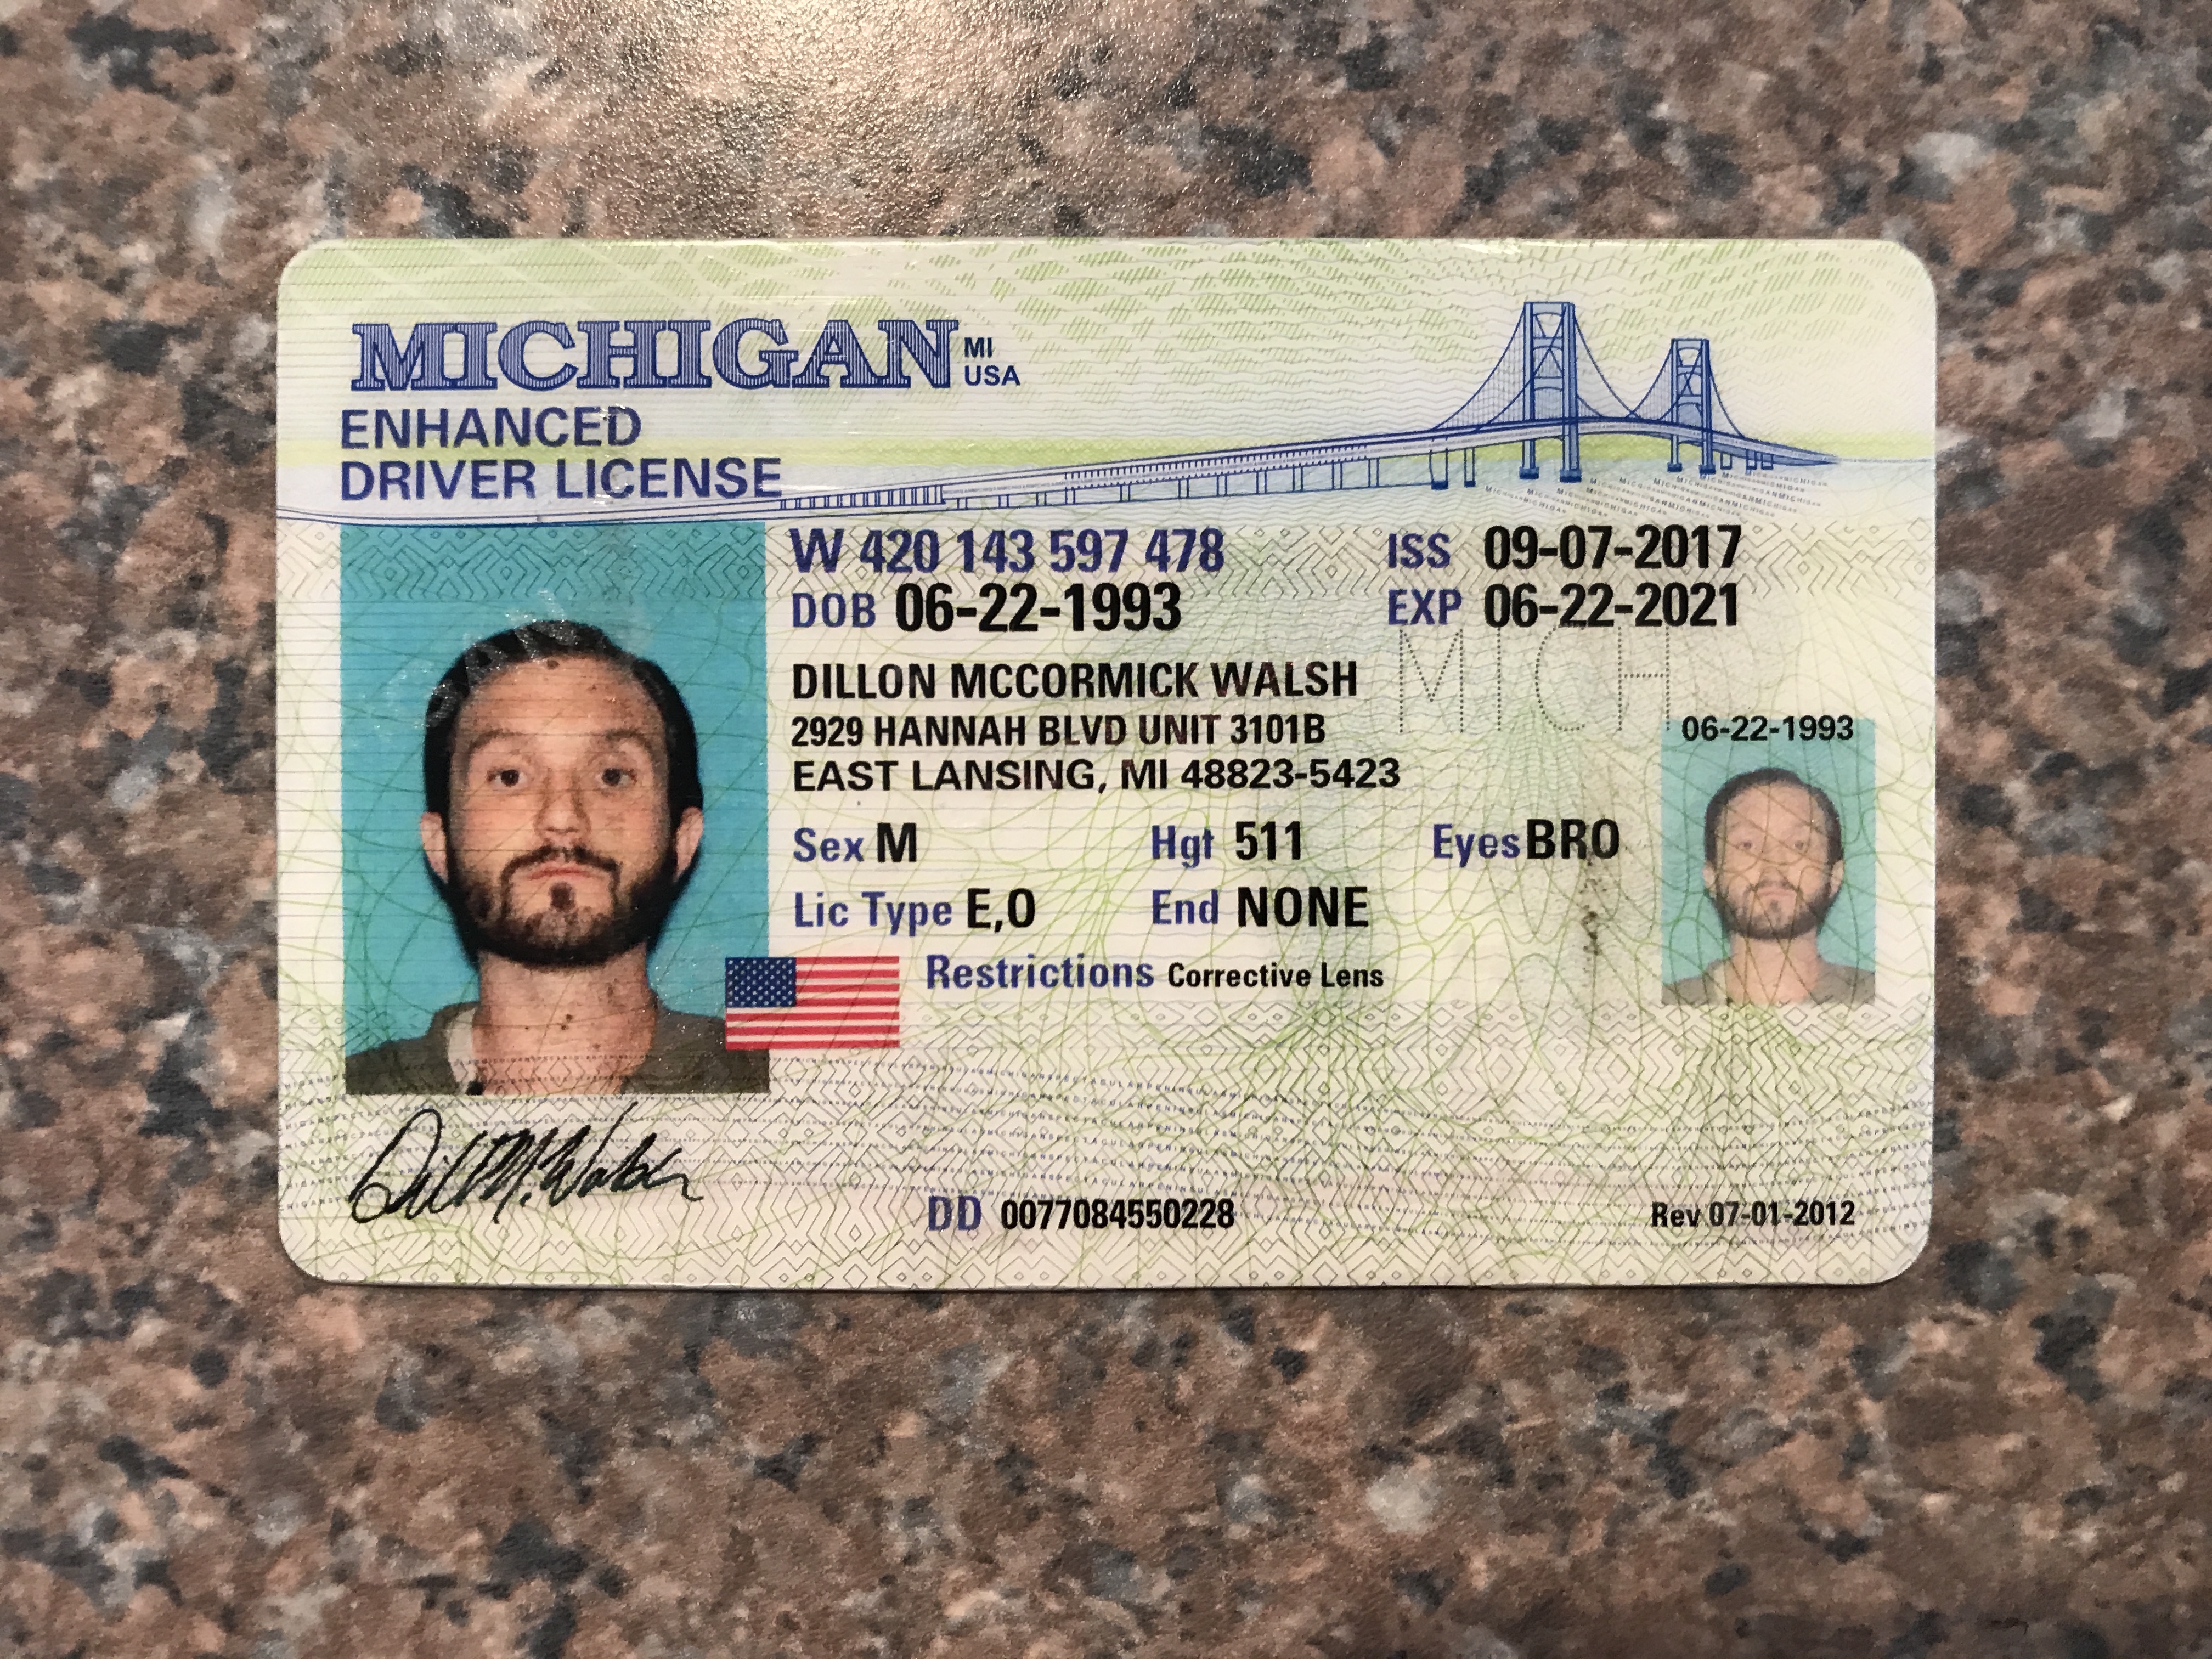 MICHIGAN MI USA
ENHANCED
DRIVER LICENSE
W 420 143 597 478 ISS 09-07-2017
DOB 06-22-1993 EXP 06-22-2021
MICH
DILLON MCCORMICK WALSH
2929 HANNAH BLVD UNIT 3101B
EAST LANSING, MI 48823-5423
06-22-1993
Sex M Hgt 511 Eyes BRO
Lic Type E,O End NONE
Restrictions Corrective Lens
DD 0077084550228
Rev 07-01-2012